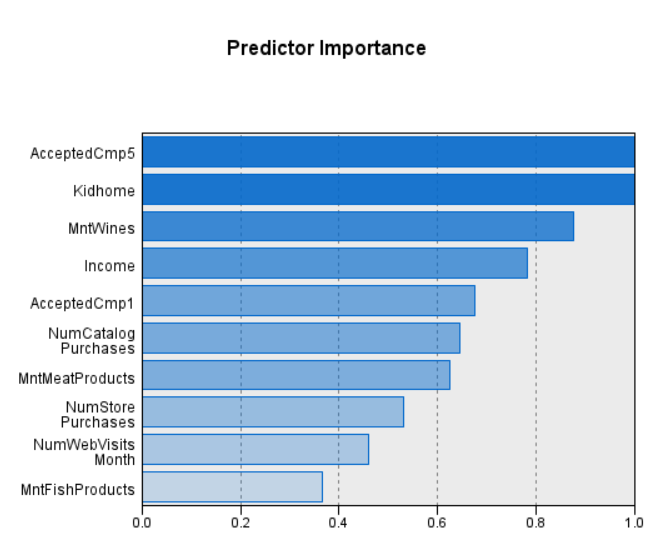 Predictor Importance
AcceptedCmp5
Kidhome
MntWines
Income
AcceptedCmp1
NumCatalog
Purchases
MntMeatProducts
NumStore
Purchases
NumWebVisits
Month
MntFishProducts
0.0 0.2 0.4 0.6 0.8 1.0